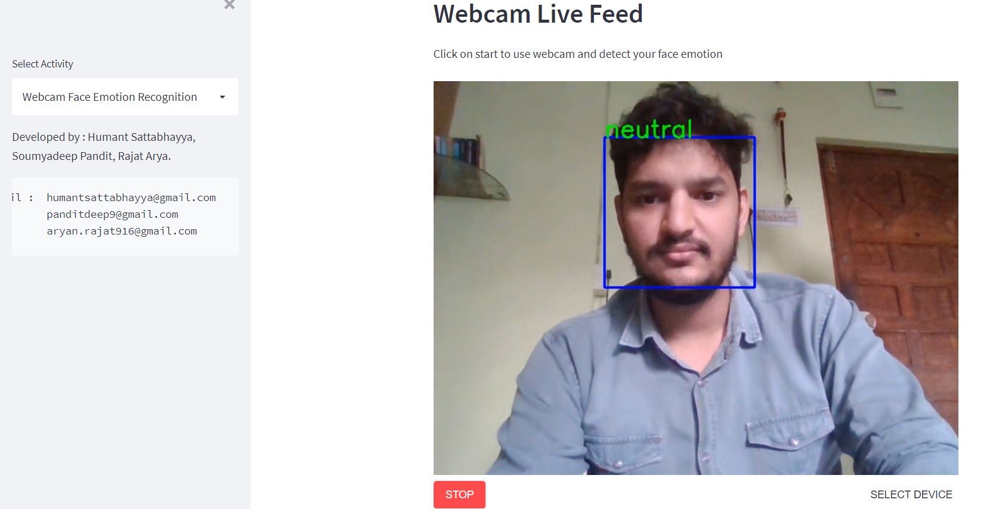 Select Activity
Webcam Face Emotion Recognition
Developed by : Humant Sattabhayya,
Soumyadeep Pandit, Rajat Arya.
il : humantsattabhayya@gmail.com
panditdeep9@gmail.com
aryan.rajat916@gmail.com
Webcam Live Feed
Click on start to use webcam and detect your face emotion
neutral
STOP
SELECT DEVICE